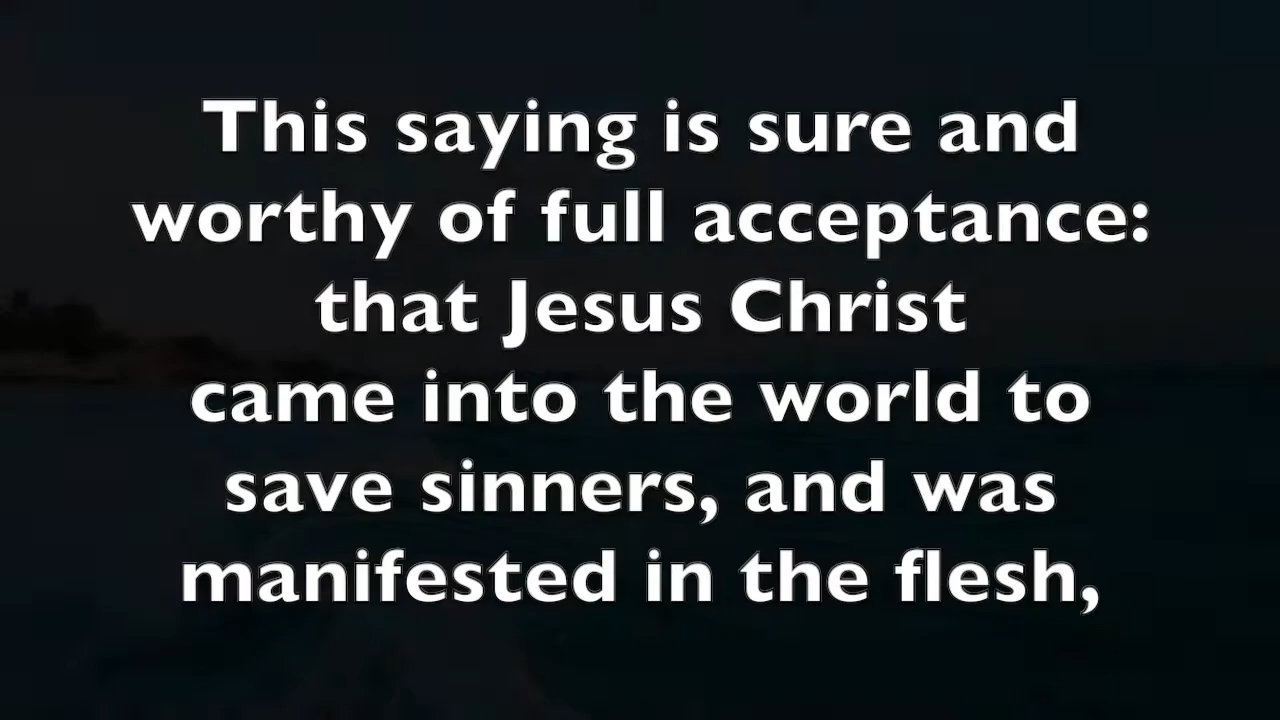 This saying is sure and
worthy of full acceptance:
that Jesus Christ
came into the world to
save sinners, and was
manifested in the flesh,